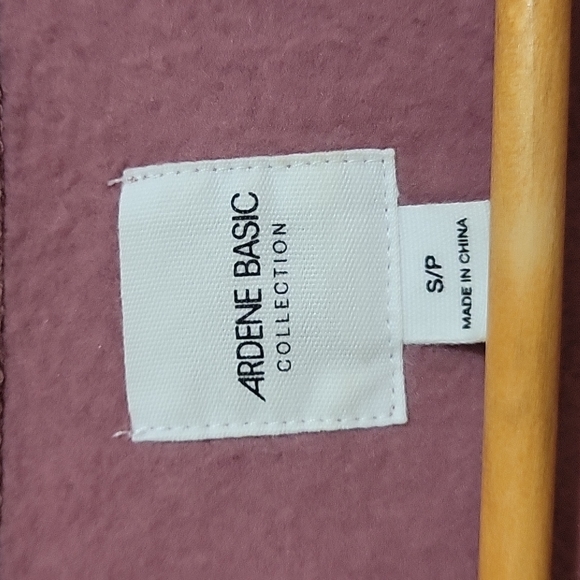 ARDENE BASIC
COLLECTION
S/P
MADE IN CHINA